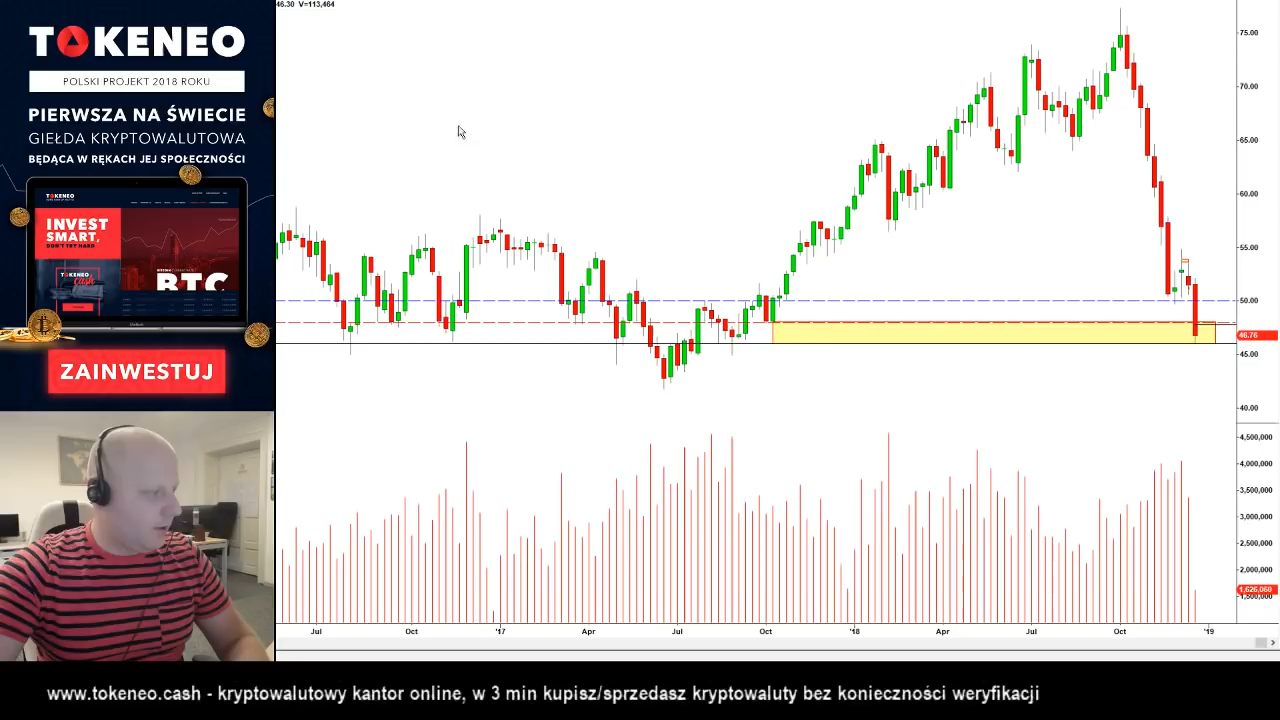 TOKENEO
POLSKI PROJEKT 2018 ROKU
PIERWSZA NA ŚWIECIE
GIEŁDA KRYPTOWALUTOWA
BĘDĄCA W RĘKACH JEJ SPOŁECZNOŚCI
TOKENEO
INVEST
SMART,
DON'T TRY HARD
TOKENEO
cash
BTC
ZAINWESTUJ
46.30 V=113,464
75.00
70.00
65.00
60.00
55.00
50.00
46.76
45.00
40.00
4,500,000
4,000,000
3,500,000
3,000,000
2,500,000
2,000,000
1,626,060
1,500,000
Jul Oct '17 Apr Jul Oct '18 Apr Jul Oct '19
www.tokeneo.cash - kryptowalutowy kantor online, w 3 min kupisz/sprzedasz kryptowaluty bez konieczności weryfikacji